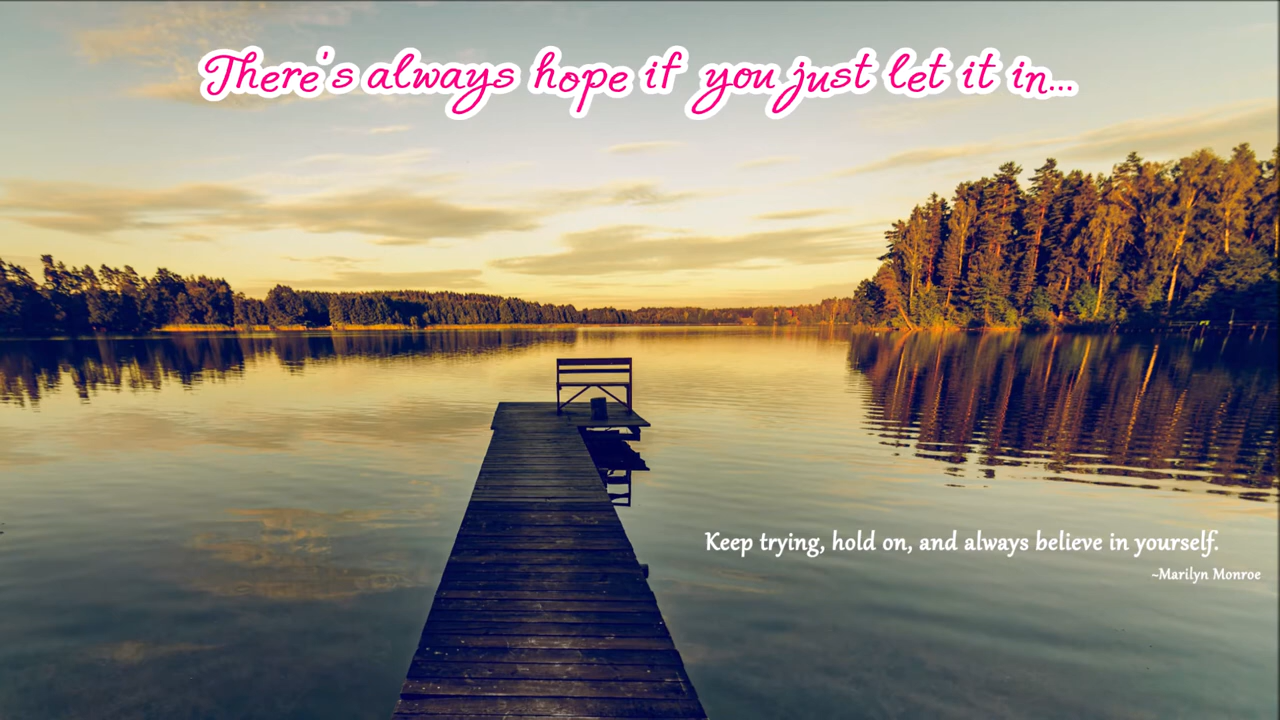 There's always hope if you just let it in...
Keep trying, hold on, and always believe in yourself.
~Marilyn Monroe